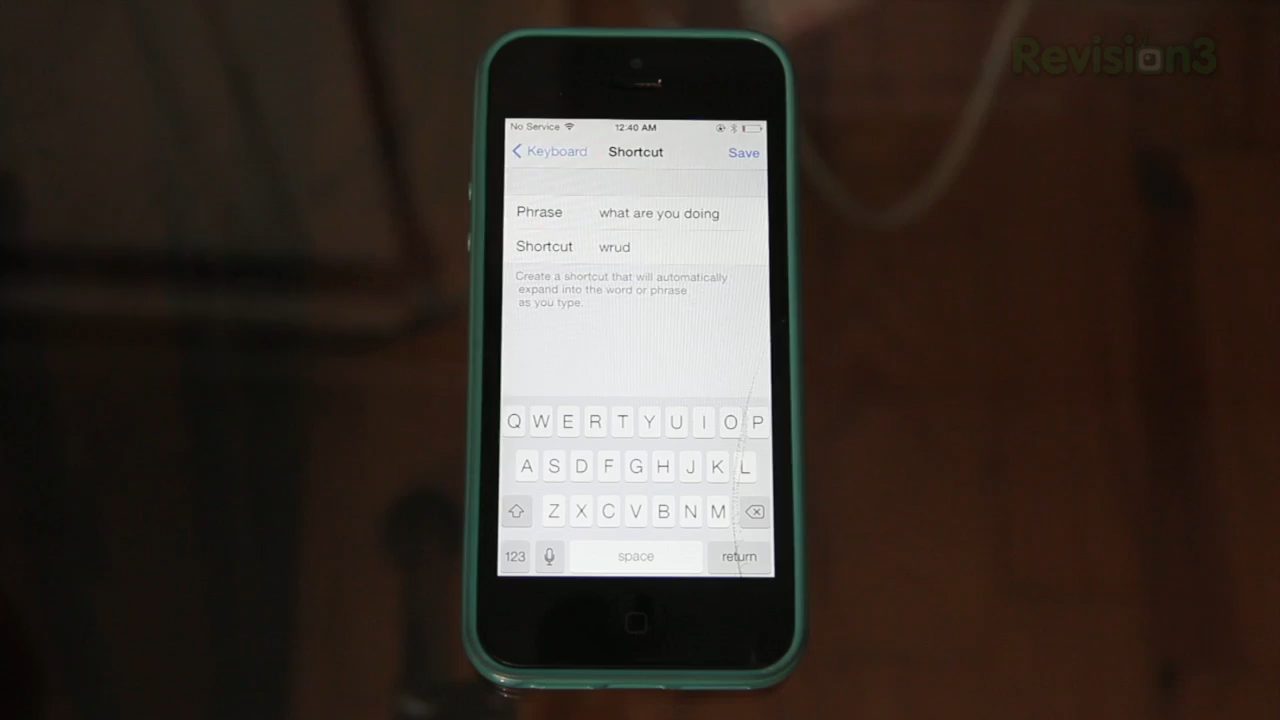 Revision3
No Service 12:40 AM
Keyboard Shortcut Save
Phrase what are you doing
Shortcut wrud
Create a shortcut that will automatically
expand into the word or phrase
as you type.
Q W E R T Y U I O P
A S D F G H J K L
Z X C V B N M
123 space return